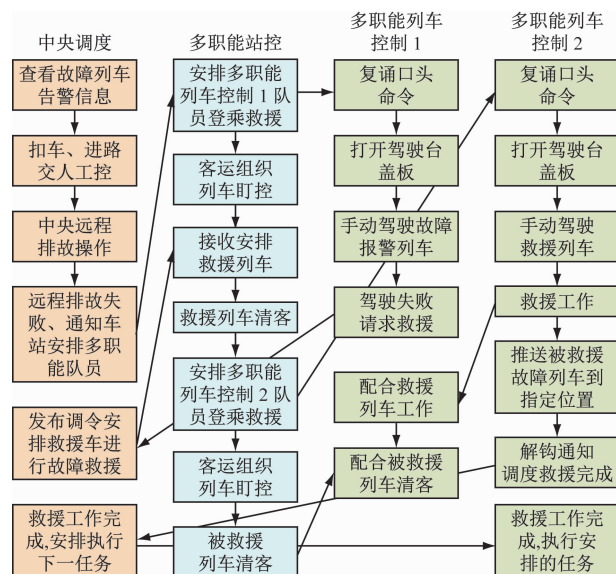 中央调度
查看故障列车
告警信息
扣车、进路
交人工控
中央远程
排故操作
远程排故失
败、通知车
站安排多职
能队员
发布调令安
排救援车进
行故障救援
救援工作完
成,安排执行
下一任务
多职能站控
安排多职能
列车控制1队
员登乘救援
客运组织
列车盯控
接收安排
救援列车
救援列车清客
安排多职能
列车控制2队
员登乘救援
客运组织
列车盯控
被救援
列车清客
多职能列车
控制1
复诵口头
命令
打开驾驶台
盖板
手动驾驶故障
报警列车
驾驶失败
请求救援
配合救援
列车工作
配合被救援
列车清客
多职能列车
控制2
复诵口头
命令
打开驾驶台
盖板
手动驾驶
救援列车
救援工作
推送被救援
故障列车到
指定位置
解钩通知
调度救援完成
救援工作完
成,执行安
排的任务